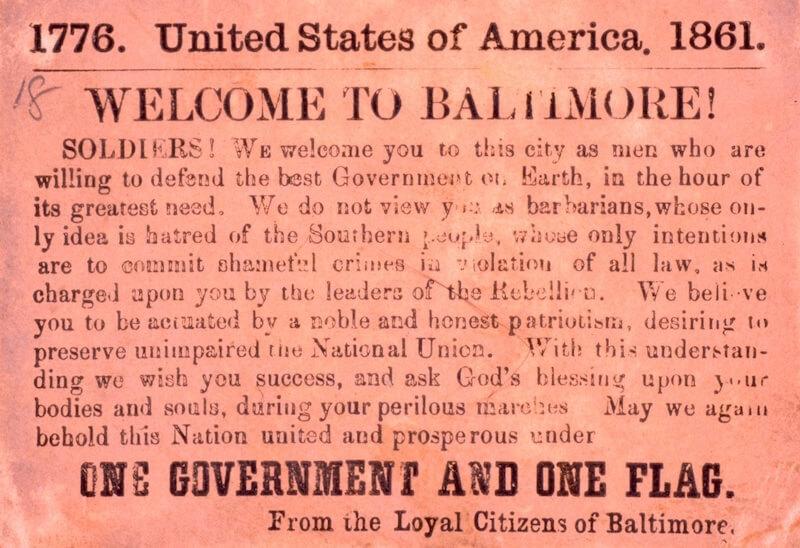 1776. United States of America. 1861.
18
WELCOME TO BALTIMORE!
SOLDIERS! WE welcome you to this city as men who are
willing to defend the best Government on Earth, in the hour of
its greatest need. We do not view you as barbarians, whose on-
ly idea is hatred of the Southern people, whose only intentions
are to commit shameful crimes in violation of all law, as is
charged upon you by the leaders of the Rebellion. We believe
you to be actuated by a noble and honest patriotism, desiring to
preserve unimpaired the National Union. With this understan-
ding we wish you success, and ask God's blessing upon your
bodies and souls, during your perilous marches May we again
behold this Nation united and prosperous under
ONE GOVERNMENT AND ONE FLAG.
From the Loyal Citizens of Baltimore.